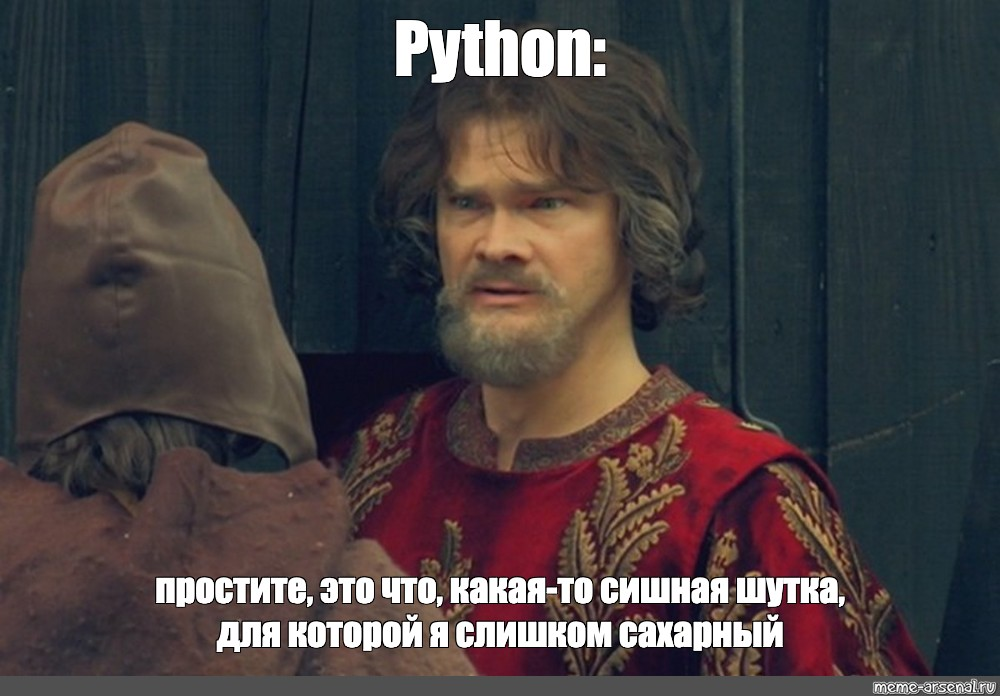 Python:
простите, это что, какая-то сишная шутка,
для которой я слишком сахарный
meme-arsenal.ru